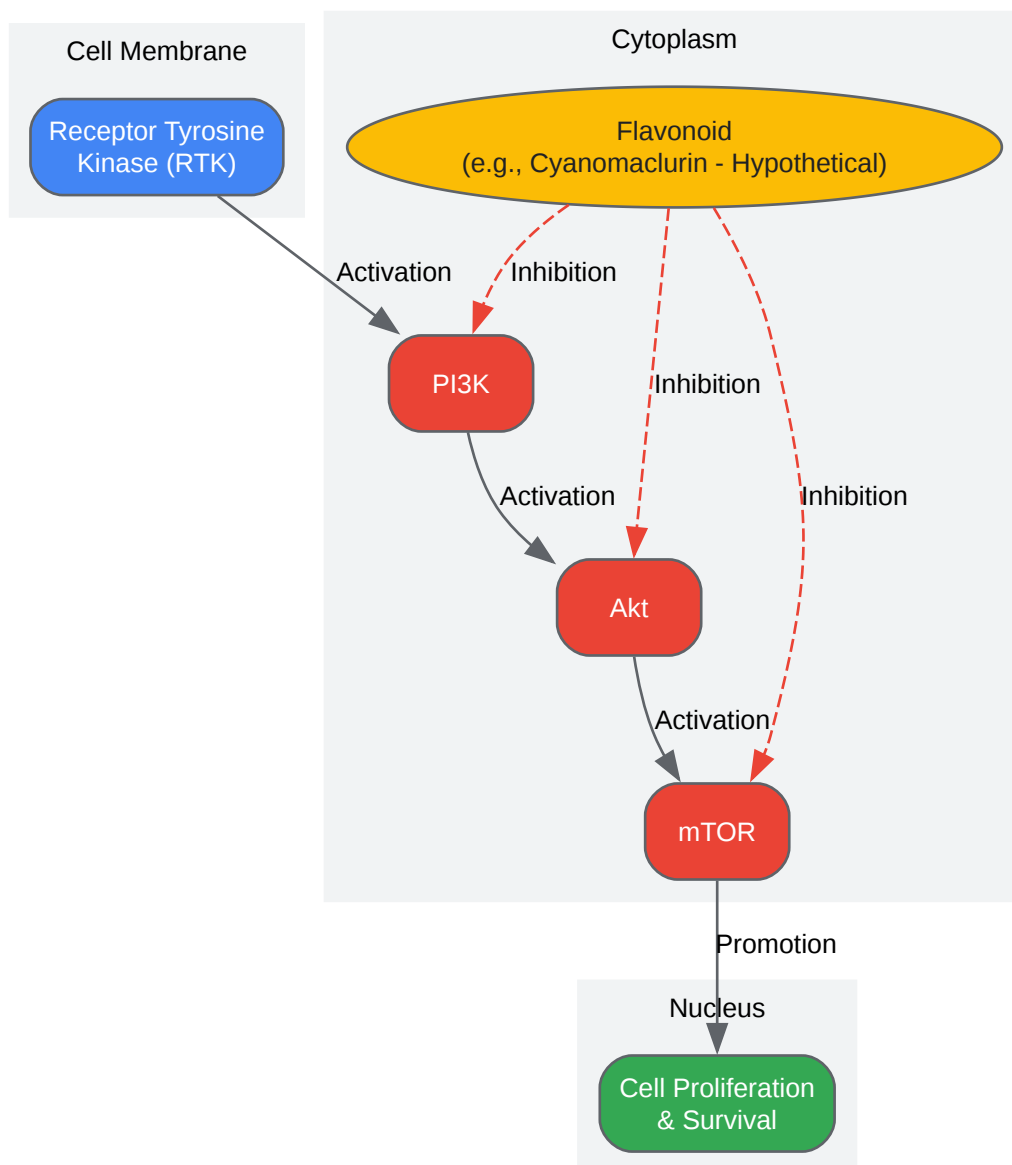 Cell Membrane
Cytoplasm
Receptor Tyrosine
Kinase (RTK)
Flavonoid
(e.g., Cyanomaclurin - Hypothetical)
Activation
Inhibition
PI3K
Inhibition
Activation
Inhibition
Akt
Activation
mTOR
Promotion
Nucleus
Cell Proliferation
& Survival